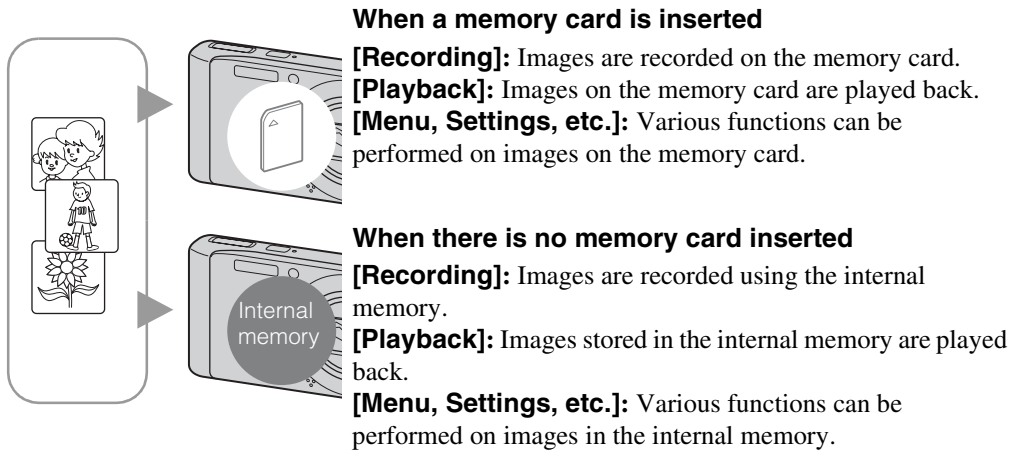 When a memory card is inserted
[Recording]: Images are recorded on the memory card.
[Playback]: Images on the memory card are played back.
[Menu, Settings, etc.]: Various functions can be
performed on images on the memory card.
10
When there is no memory card inserted
[Recording]: Images are recorded using the internal
memory.
[Playback]: Images stored in the internal memory are played
back.
[Menu, Settings, etc.]: Various functions can be
performed on images in the internal memory.
Internal
memory